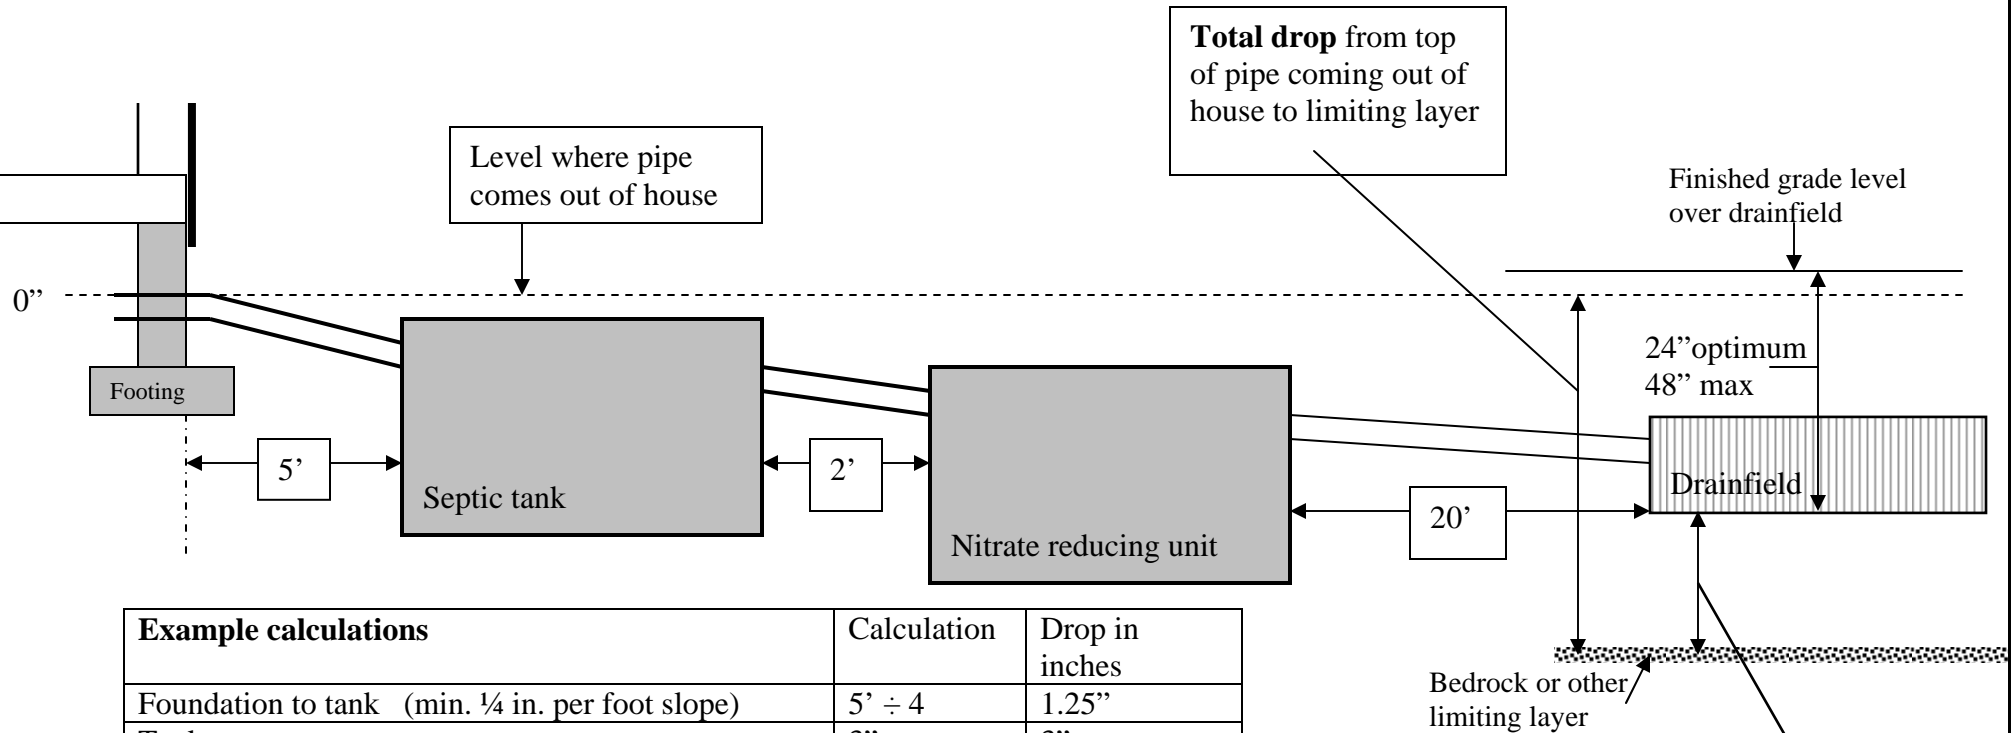 Total drop from top
of pipe coming out of
house to limiting layer
Level where pipe
comes out of house
Finished grade level
over drainfield
0”
24”optimum
48” max
Footing
5’
2’
Septic tank
Drainfield
20’
Nitrate reducing unit
Example calculations Calculation Drop in
inches
Foundation to tank (min. ¼ in. per foot slope) 5’ ÷ 4 1.25”
Bedrock or other
limiting layer